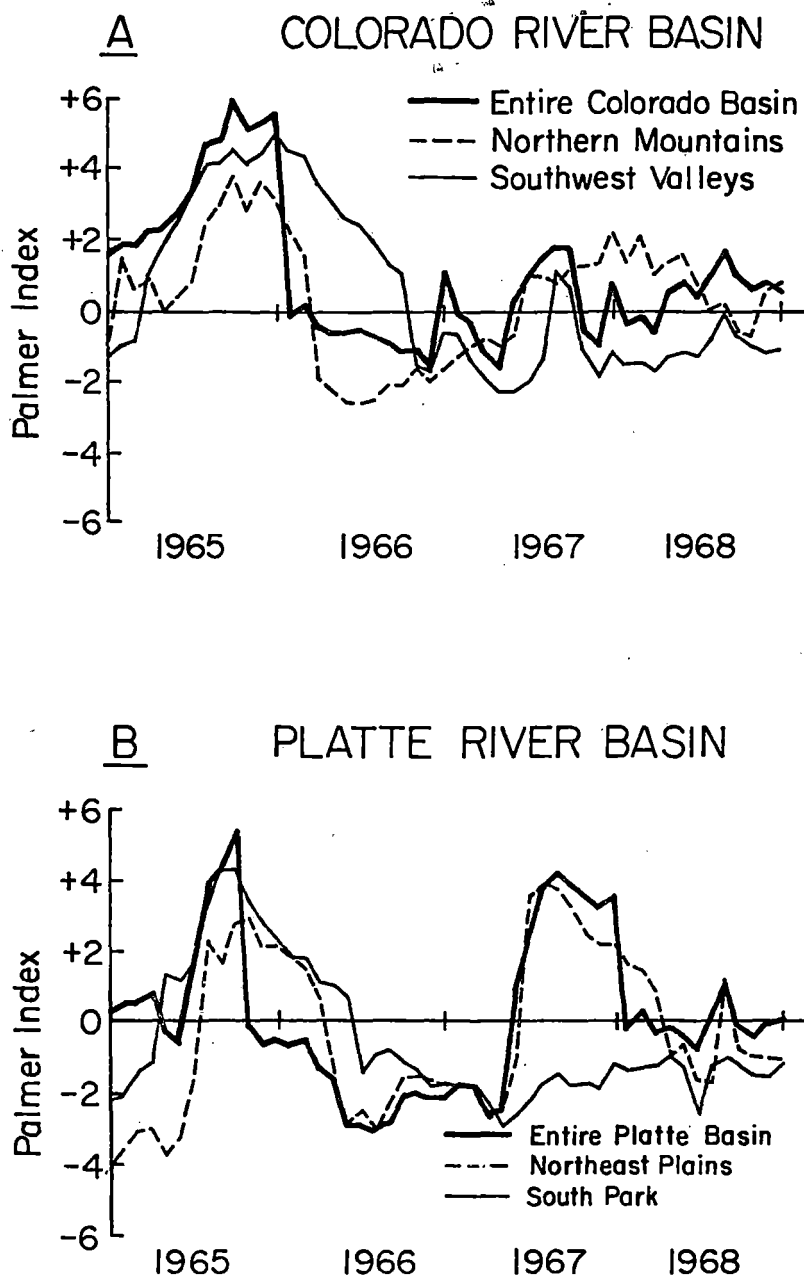 A COLORADO RIVER BASIN
Entire Colorado Basin
Northern Mountains
Southwest Valleys
Palmer Index
+6
+4
+2
0
-2
-4
-6
1965 1966 1967 1968
B PLATTE RIVER BASIN
Palmer Index
+6
+4
+2
0
-2
-4
-6
Entire Platte Basin
Northeast Plains
South Park
1965 1966 1967 1968